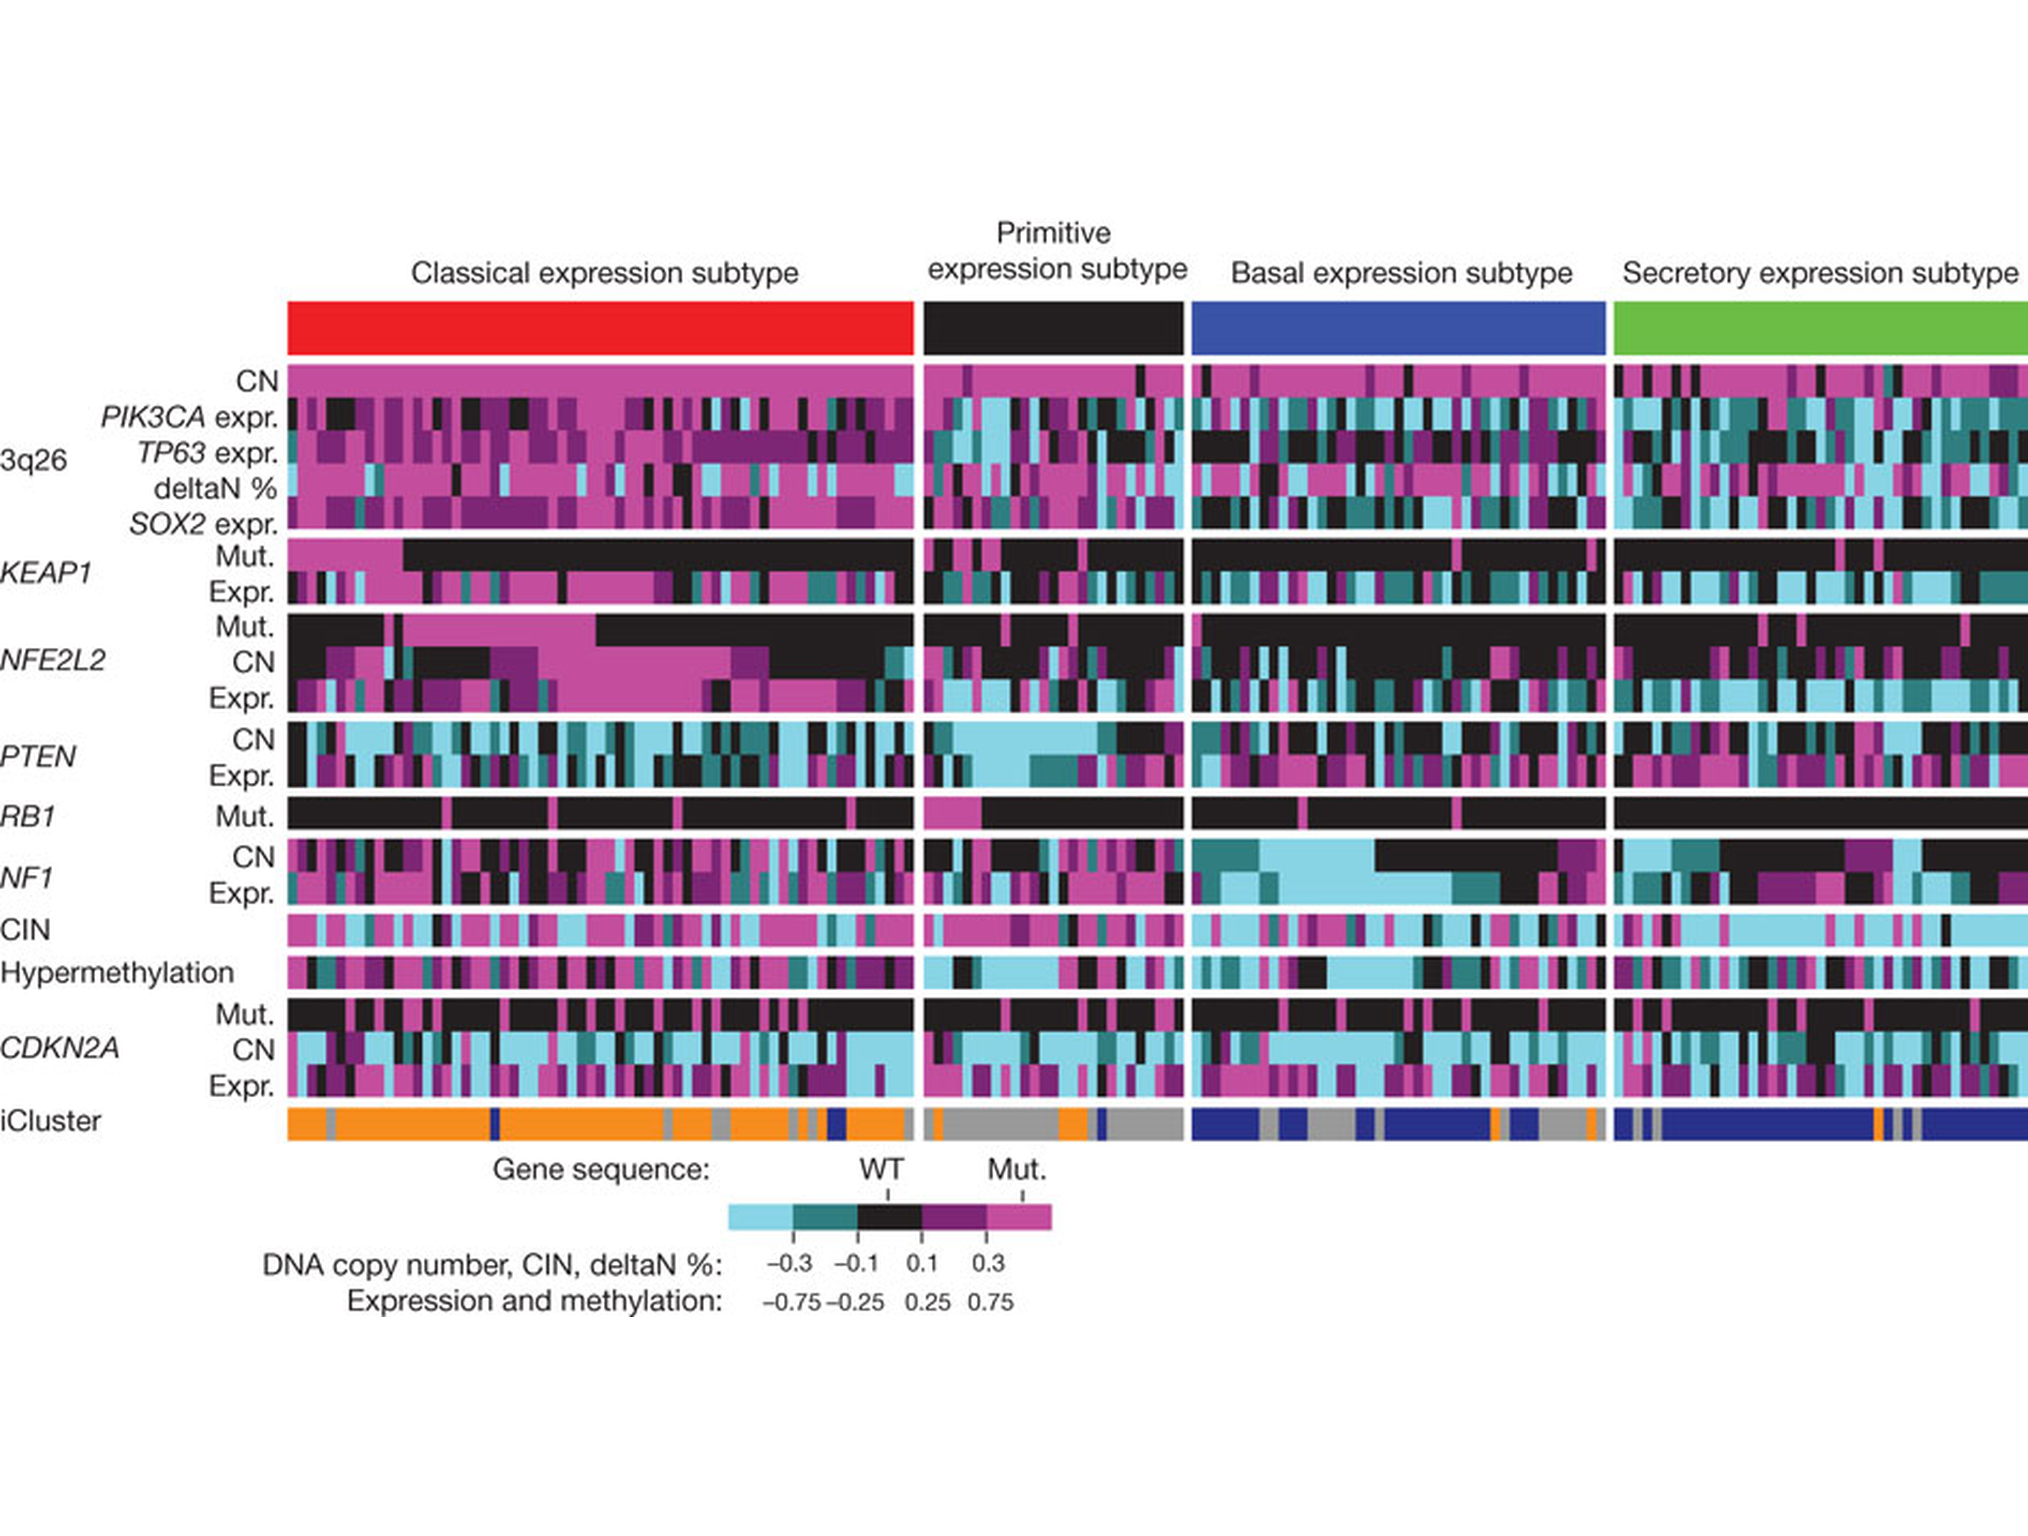 Primitive
Classical expression subtype expression subtype Basal expression subtype Secretory expression subtype
CN
PIK3CA expr.
3q26 TP63 expr.
deltaN %
SOX2 expr.
KEAP1 Mut.
Expr.
Mut.
NFE2L2 CN
Expr.
PTEN CN
Expr.
RB1 Mut.
NF1 CN
Expr.
CIN
Hypermethylation
Mut.
CDKN2A CN
Expr.
iCluster
Gene sequence: WT Mut.
DNA copy number, CIN, deltaN %: –0.3 –0.1 0.1 0.3
Expression and methylation: –0.75 –0.25 0.25 0.75